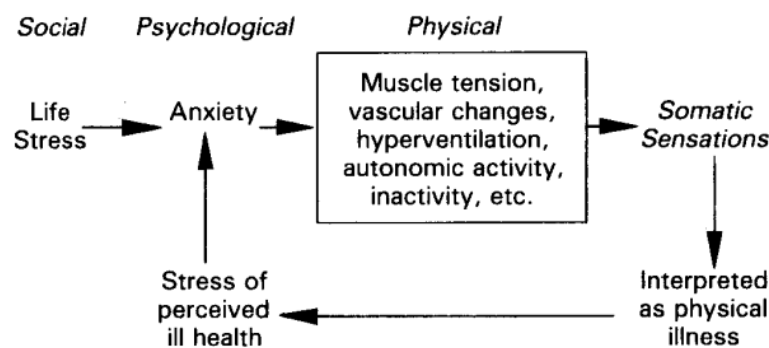 Social Psychological Physical
Life
Stress
Anxiety
Muscle tension,
vascular changes,
hyperventilation,
autonomic activity,
inactivity, etc.
Somatic
Sensations
Interpreted
as physical
illness
Stress of
perceived
ill health